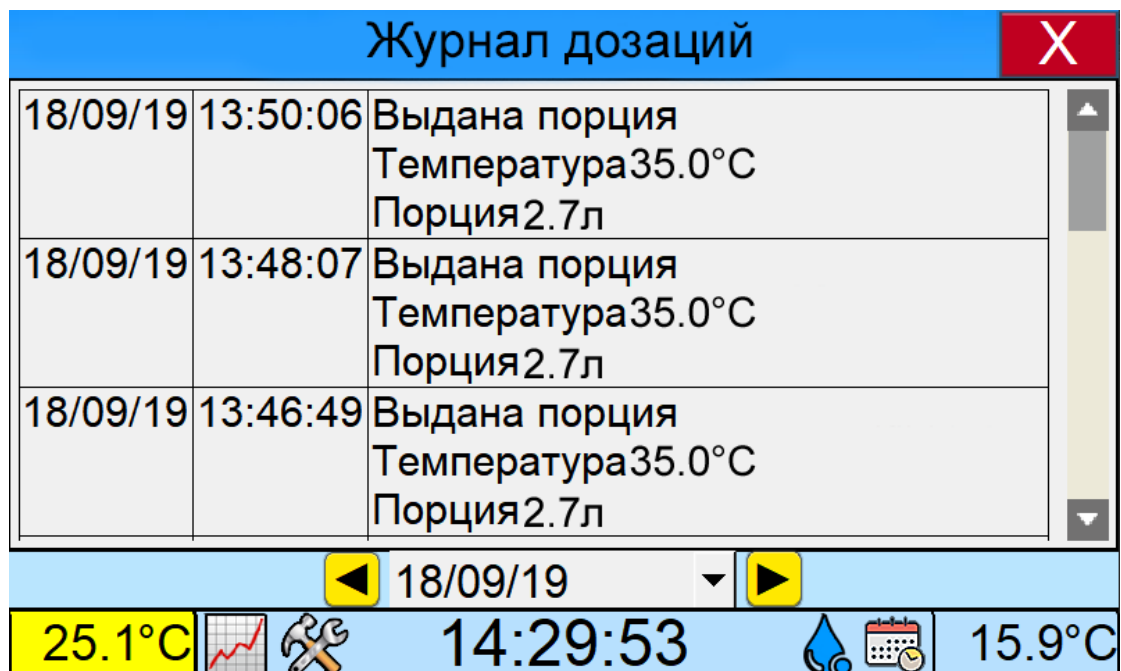 Журнал дозаций X
18/09/19 13:50:06 Выдана порция
Температура35.0°C
Порция2.7л
18/09/19 13:48:07 Выдана порция
Температура35.0°C
Порция2.7л
18/09/19 13:46:49 Выдана порция
Температура35.0°C
Порция2.7л
18/09/19
25.1°C 14:29:53 15.9°C